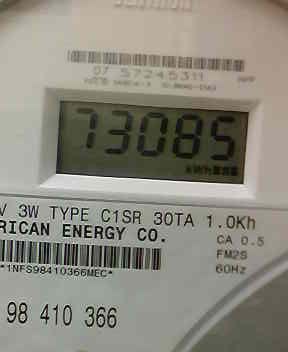 07 57245311
73085
kWh
V 3W TYPE C1SR 30TA 1.0Kh
RICAN ENERGY CO.
CA 0.5
FM2S
60Hz
*1NFS98410366MEC*
98 410 366